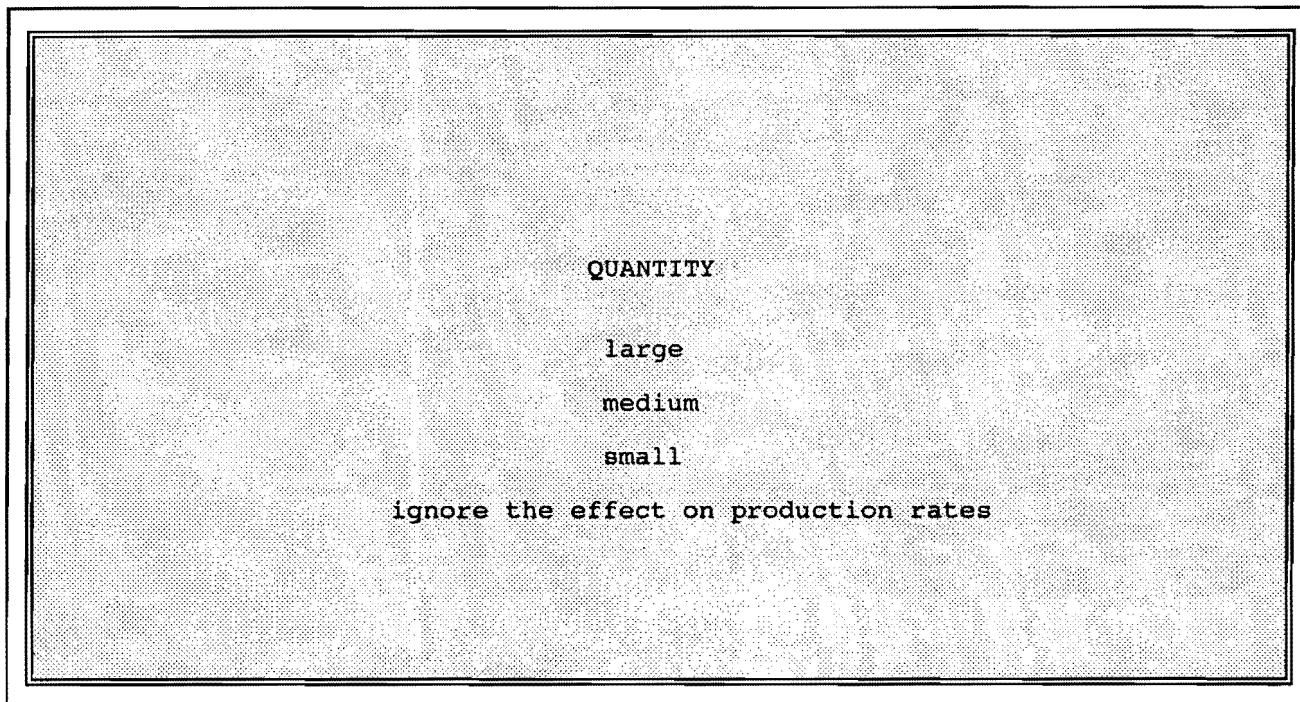 QUANTITY
large
medium
small
ignore the effect on production rates